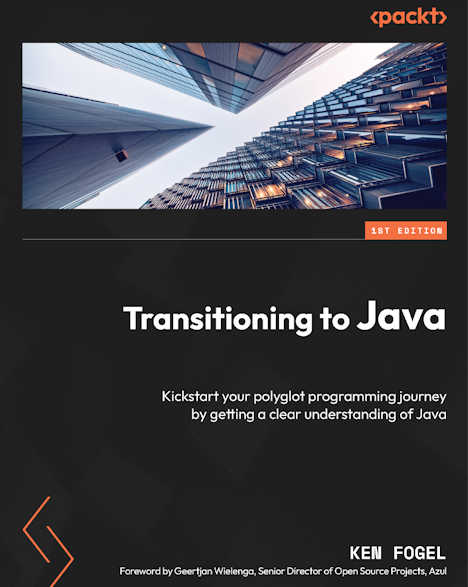 <packt>
1ST EDITION
Transitioning to Java
Kickstart your polyglot programming journey
by getting a clear understanding of Java
KEN FOGEL
Foreword by Geertjan Wielenga, Senior Director of Open Source Projects, Azul